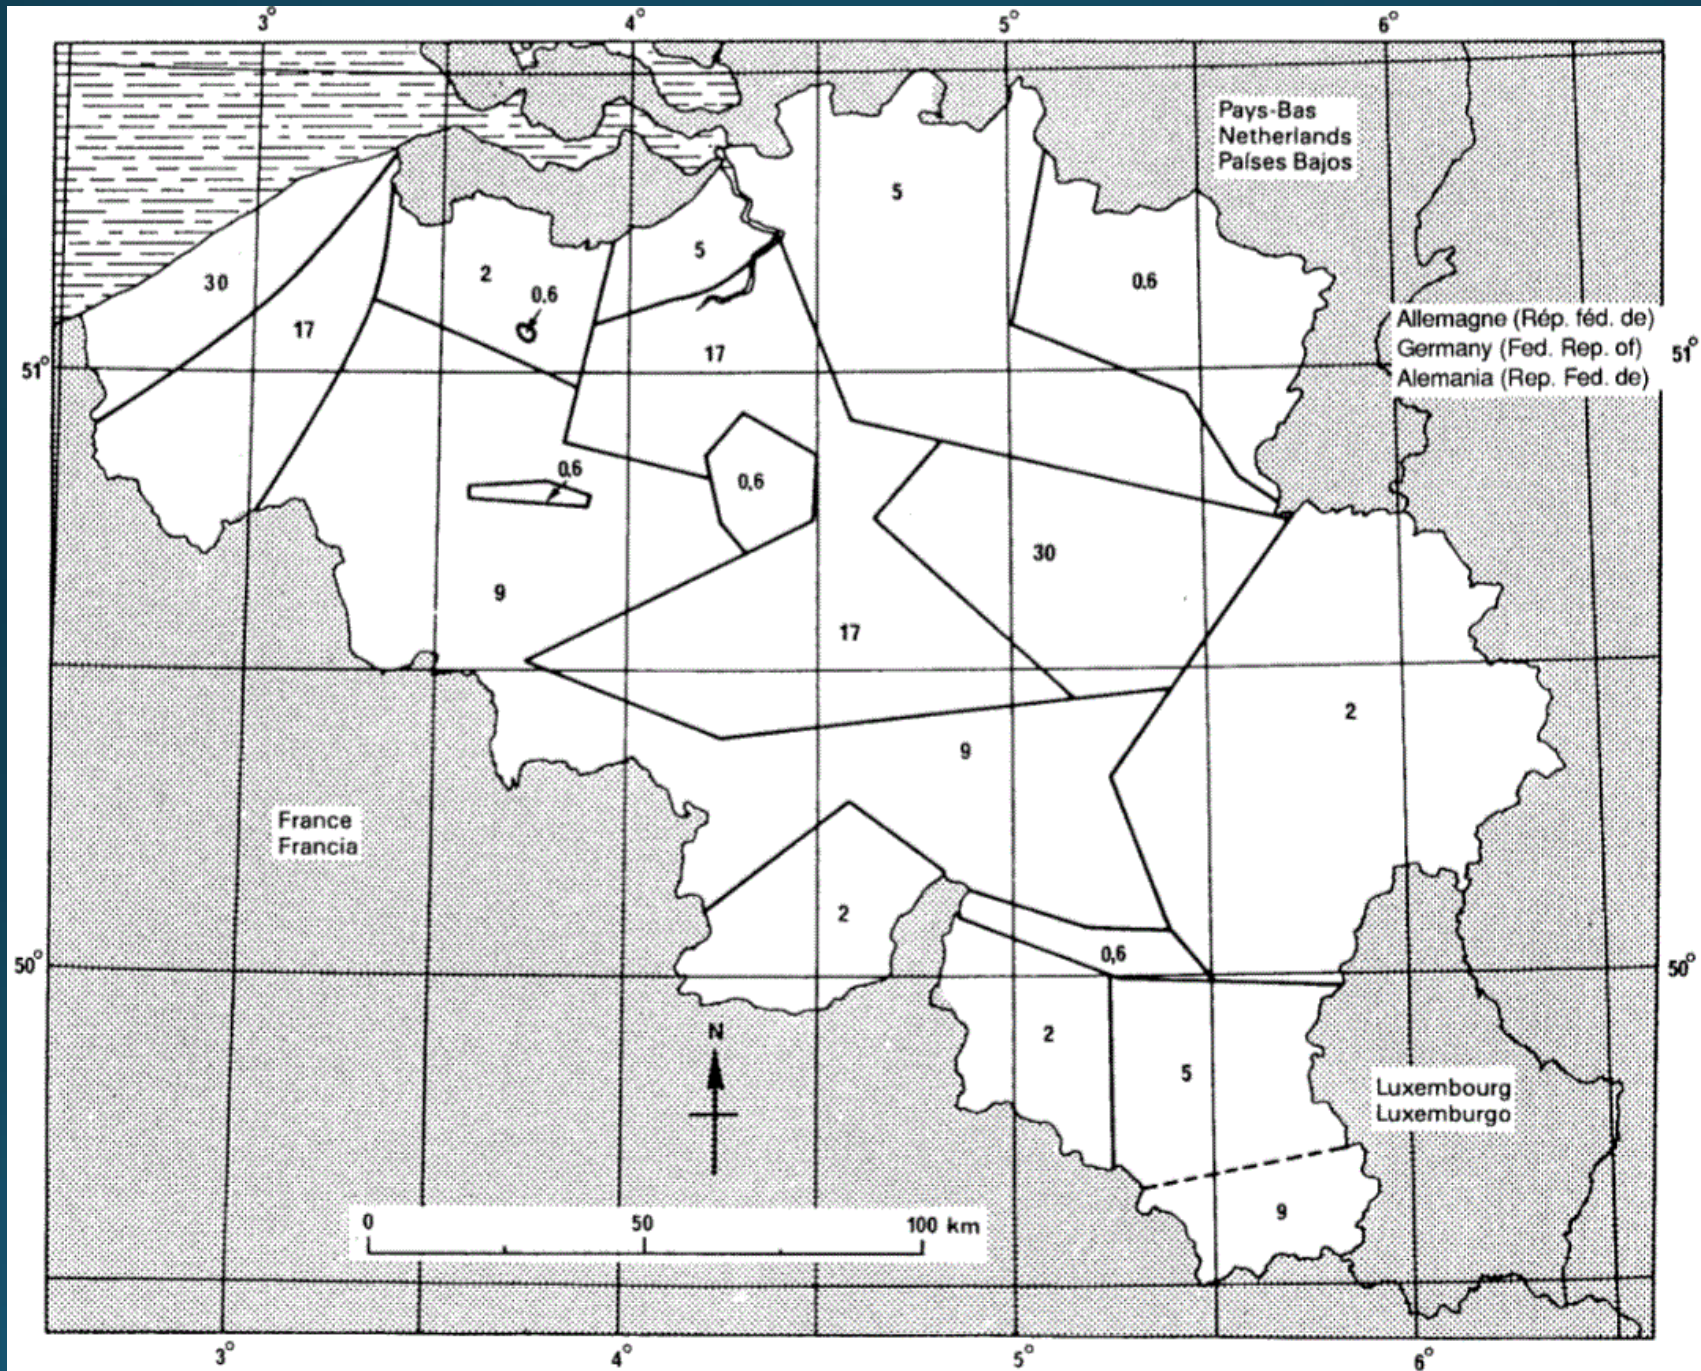 3° 4° 5° 6°
Pays-Bas
Netherlands
Países Bajos
5
5
2
0.6
0.6
30
17
Allemagne (Rép. féd. de)
Germany (Fed. Rep. of)
Alemania (Rep. Fed. de)
17
51°
51°
0,6
0,6
30
9
17
2
9
France
Francia
2
0,6
50°
50°
N
2
5
Luxembourg
Luxemburgo
9
0 50 100 km
3° 4° 5° 6°